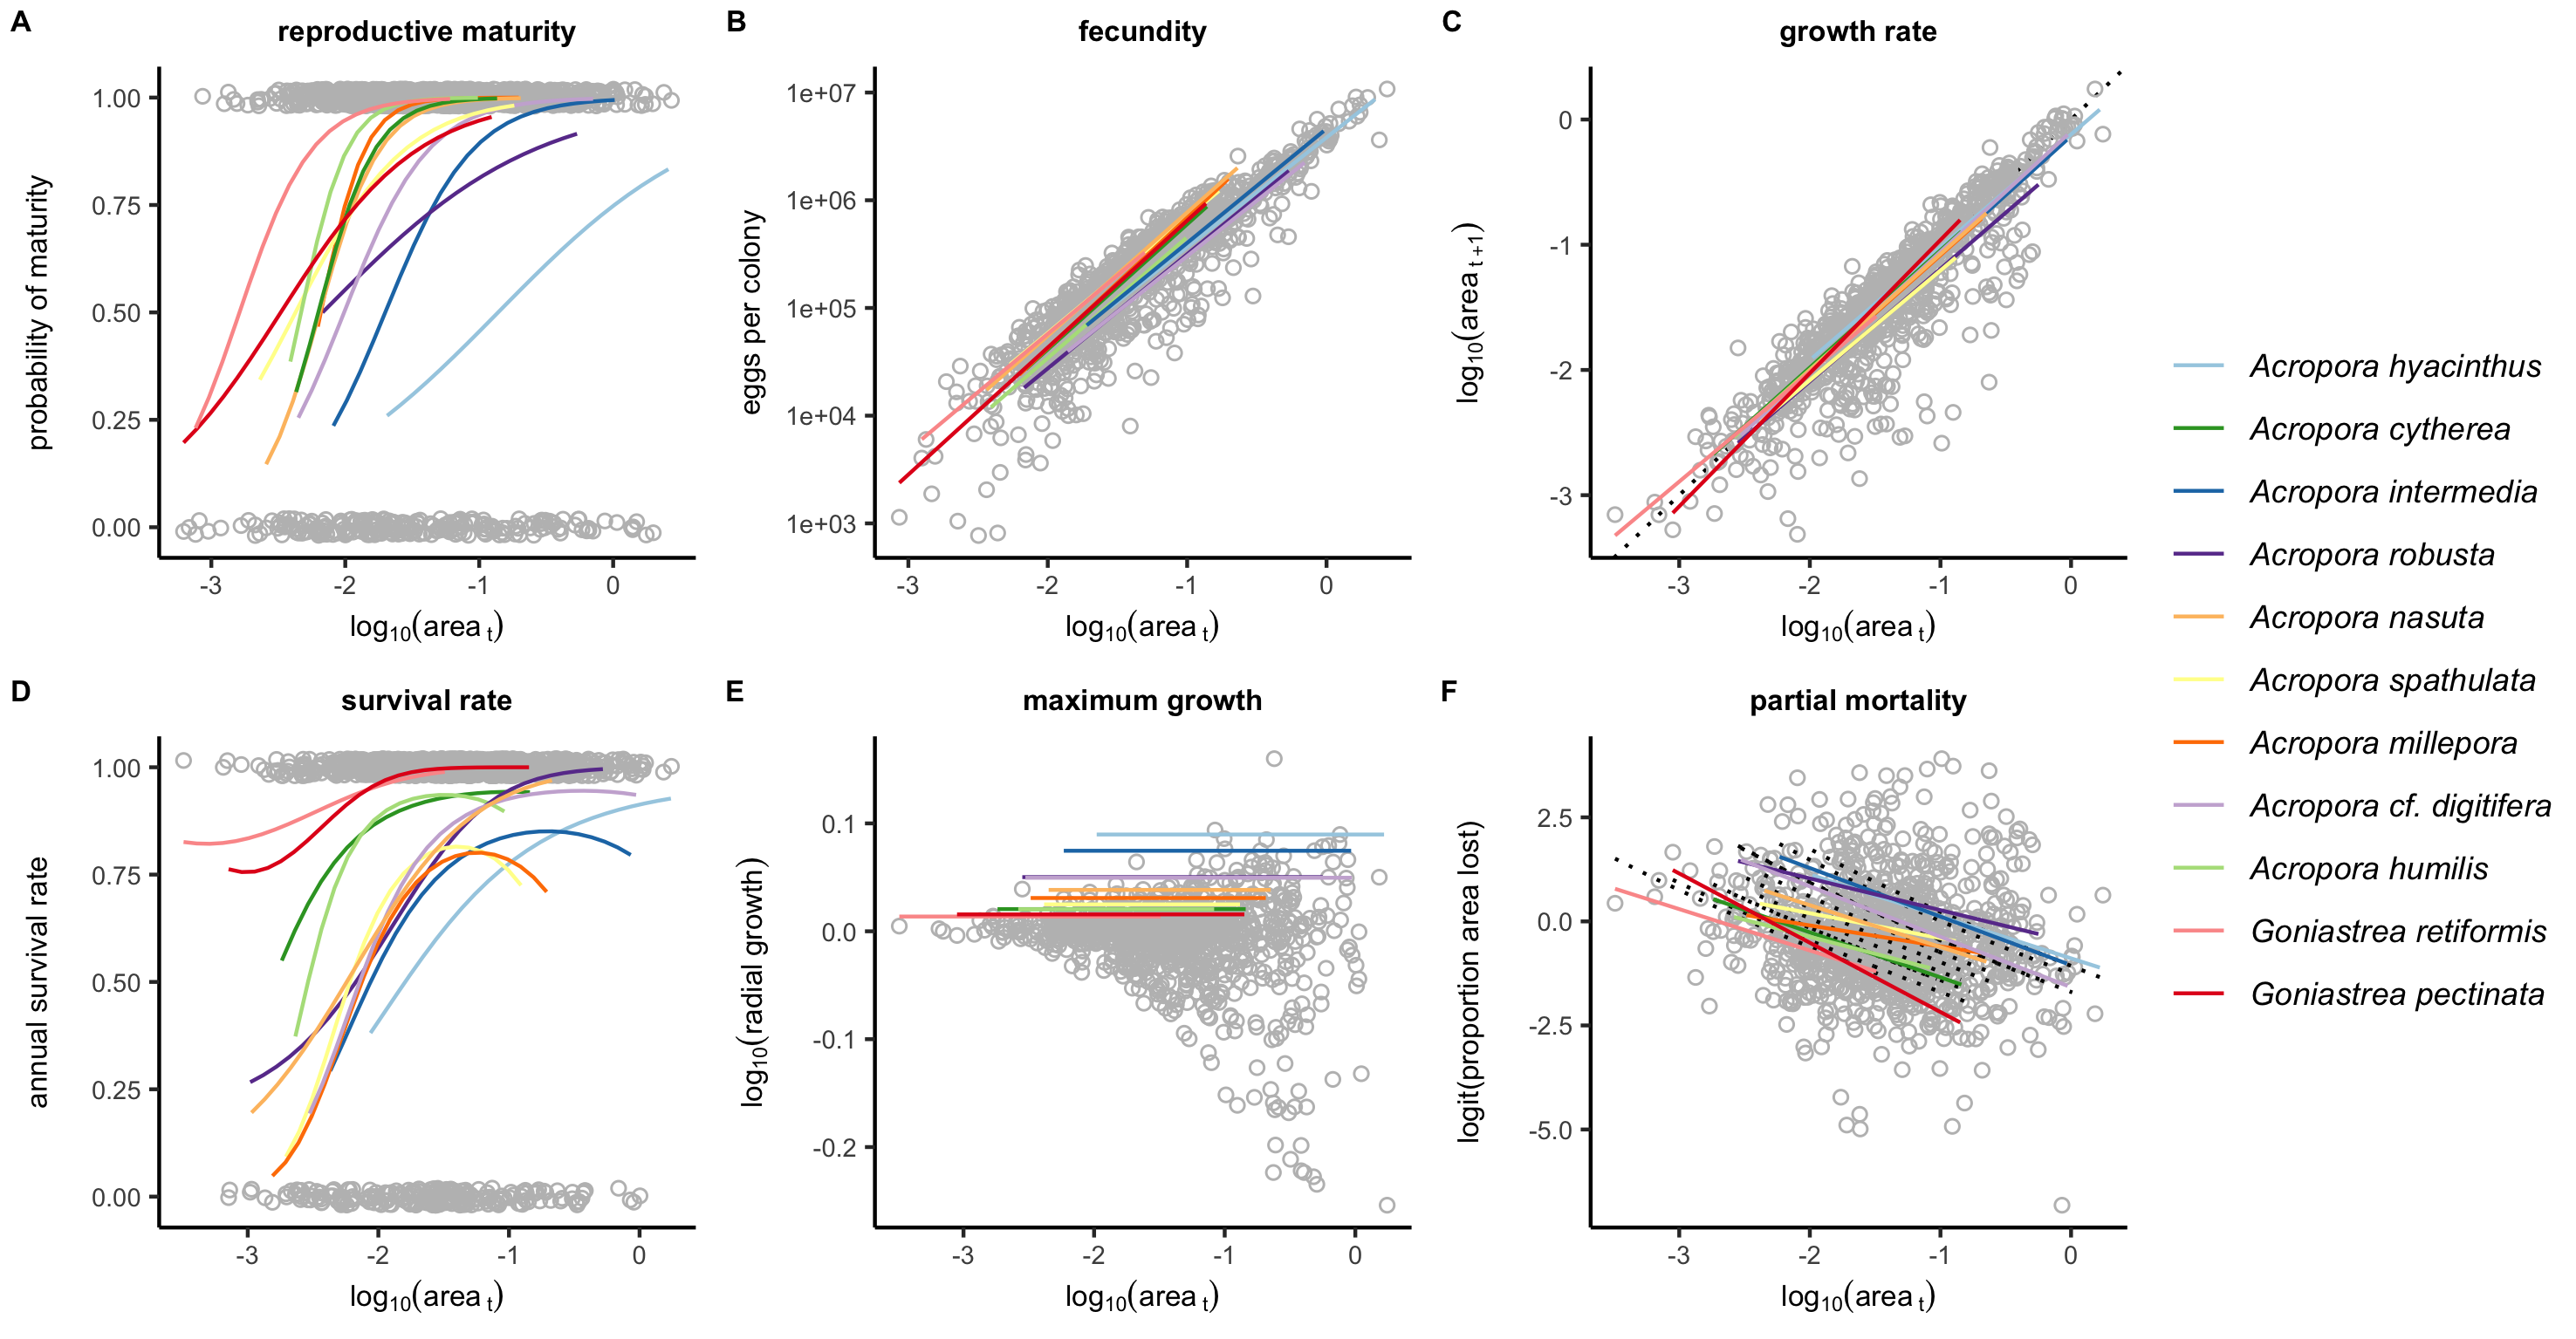 A
reproductive maturity
probability of maturity
1.00
0.75
0.50
0.25
0.00
-3 -2 -1 0
log10(area t)
B
fecundity
eggs per colony
1e+07
1e+06
1e+05
1e+04
1e+03
-3 -2 -1 0
log10(area t)
C
growth rate
log10(area t+1)
0
-1
-2
-3
-3 -2 -1 0
log10(area t)
D
survival rate
annual survival rate
1.00
0.75
0.50
0.25
0.00
-3 -2 -1 0
log10(area t)
E
maximum growth
log10(radial growth)
0.1
0.0
-0.1
-0.2
-3 -2 -1 0
log10(area t)
F
partial mortality
logit(proportion area lost)
2.5
0.0
-2.5
-5.0
-3 -2 -1 0
log10(area t)
Acropora hyacinthus
Acropora cytherea
Acropora intermedia
Acropora robusta
Acropora nasuta
Acropora spathulata
Acropora millepora
Acropora cf. digitifera
Acropora humilis
Goniastrea retiformis
Goniastrea pectinata